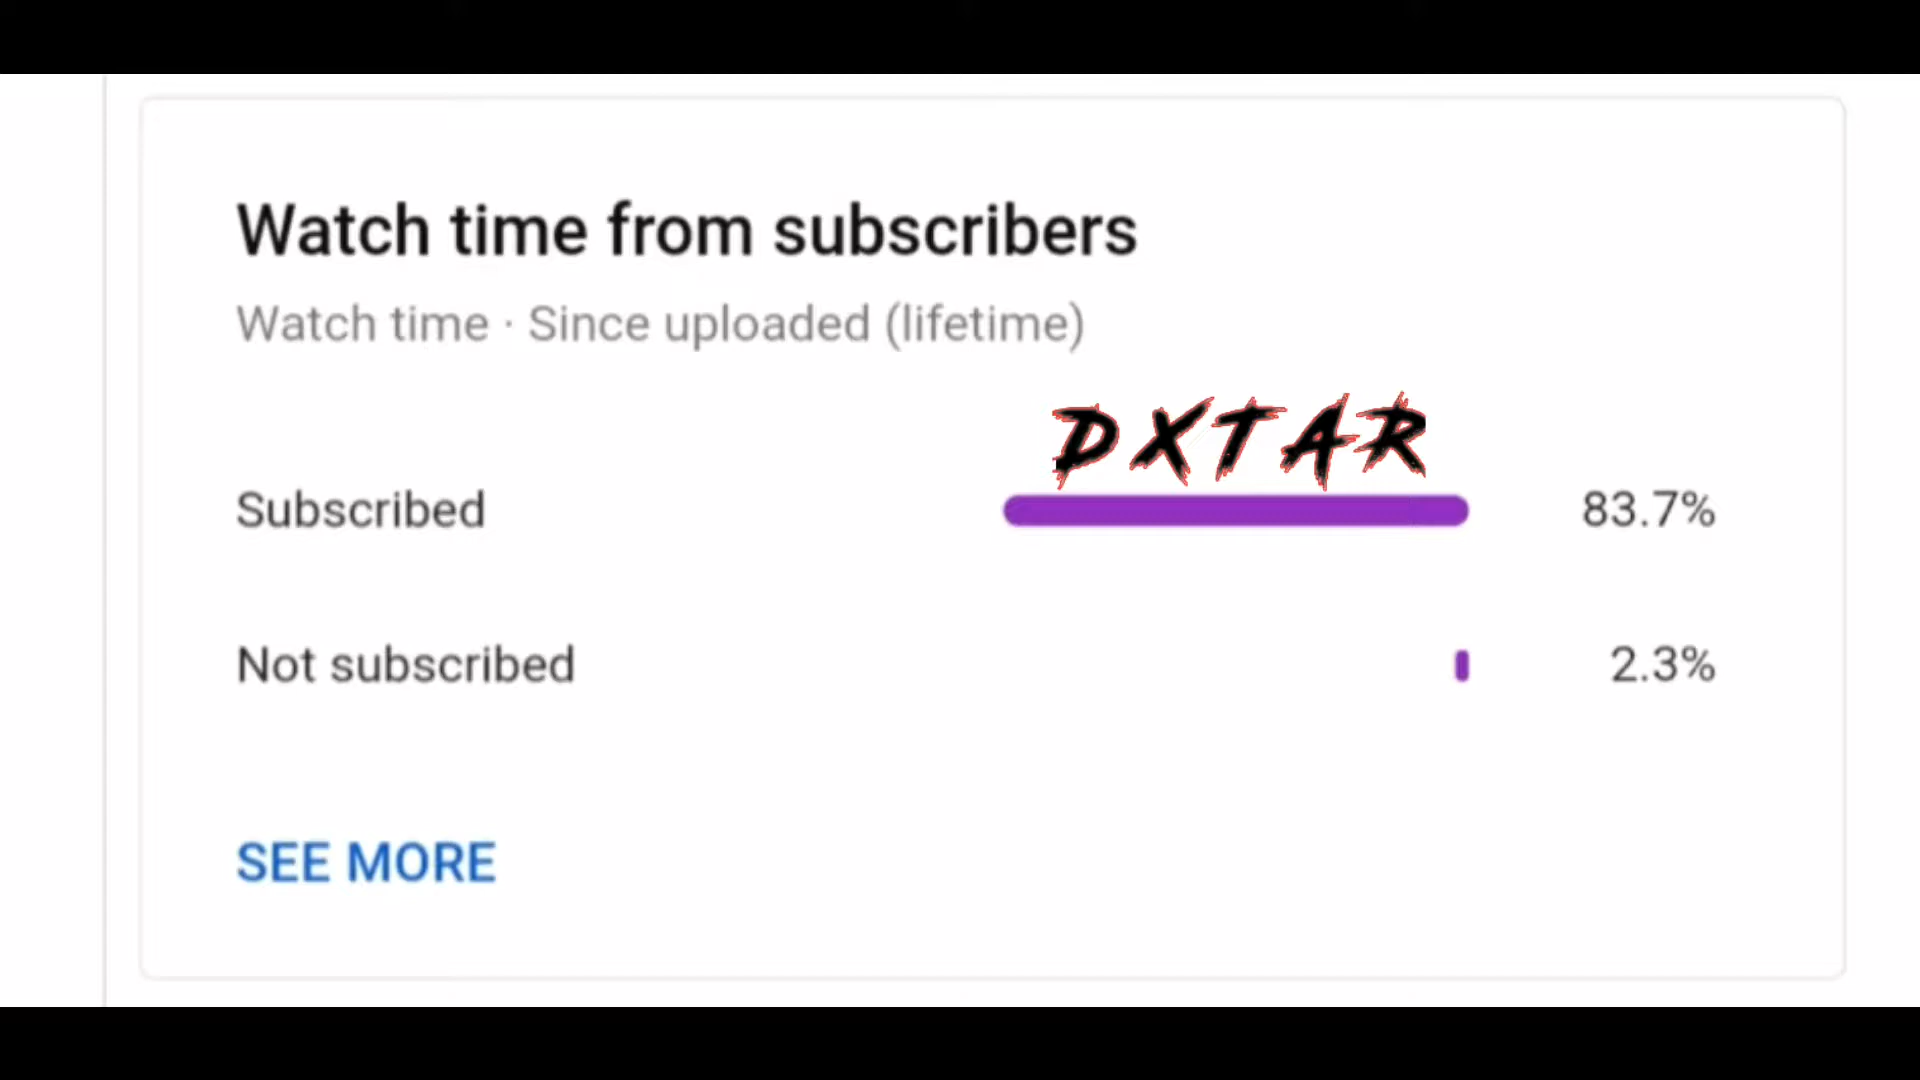 Watch time from subscribers
Watch time · Since uploaded (lifetime)
DXTAR
Subscribed 83.7%
Not subscribed 2.3%
SEE MORE